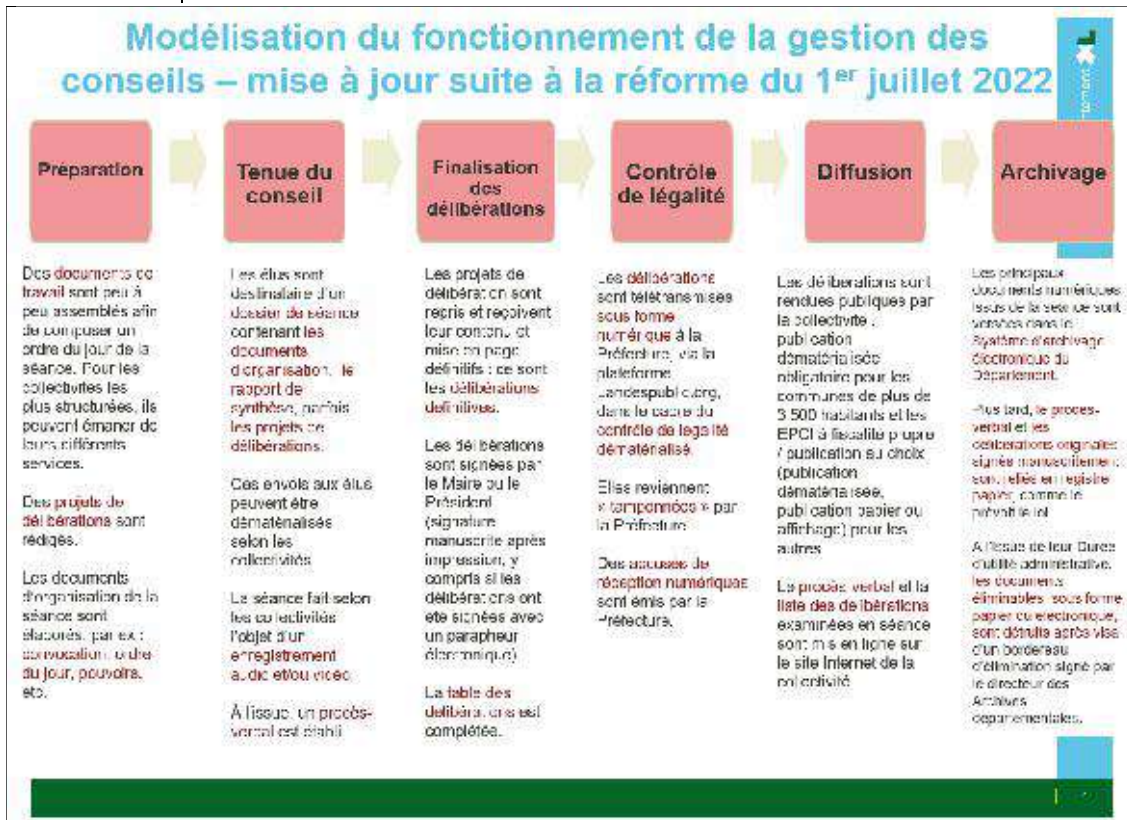 Modélisation du fonctionnement de la gestion des
conseils – mise à jour suite à la réforme du 1er juillet 2022
Préparation
Tenue du
conseil
Finalisation
des
délibérations
Contrôle
de légalité
Diffusion
Archivage
Des documents de
travail sont peu à
peu assemblés afin
de composer un
ordre du jour de la
séance. Pour les
collectivités les
plus structurées, ils
peuvent émaner de
leurs différents
services.
Des projets de
délibérations sont
rédigés.
Les documents
d'organisation de la
séance sont
élaborés, par ex :
convocation, ordre
du jour, pouvoirs,
etc.
Les élus sont
destinataire d'un
dossier de séance
contenant les
documents
d'organisation, le
rapport de
synthèse, parfois
les projets de
délibérations.
Ces envois aux élus
peuvent être
dématérialisés
selon les
collectivités
La séance fait selon
les collectivités
l'objet d'un
enregistrement
audio et/ou vidéo.
À l'issue, un procès-
verbal est établi
Les projets de
délibération sont
repris et reçoivent
leur contenu et
mise en page
définitifs : ce sont
les délibérations
définitives.
Les délibérations
sont signées par
le Maire ou le
Président
(signature
manuscrite après
impression, y
compris si les
délibérations ont
été signées avec
un parapheur
électronique)
La table des
délibérations est
complétée.
Les délibérations
sont télétransmises
sous forme
numérique à la
Préfecture, via la
plateforme
Landespublic.org,
dans le cadre du
contrôle de légalité
dématérialisé.
Elles reviennent
« tamponnées » par
la Préfecture
Des accusés de
réception numériques
sont émis par la
Préfecture.
Les délibérations sont
rendues publiques par
la collectivité :
publication
dématérialisée
obligatoire pour les
communes de plus de
3 500 habitants et les
EPCI à fiscalité propre
/ publication au choix
(publication
dématérialisée,
publication papier ou
affichage) pour les
autres
Le procès verbal et la
liste des délibérations
examinées en séance
sont mis en ligne sur
le site Internet de la
collectivité
Les principaux
documents numériques
issus de la séance sont
versées dans le
Système d'archivage
électronique du
Département.
Plus tard, le procès-
verbal et les
délibérations originales
signés manuscritement
sont reliés en registre
papier, comme le
prévoit la loi
A l'issue de leur Durée
d'utilité administrative,
les documents
éliminables, sous forme
papier ou électronique,
sont détruits après visa
d'un bordereau
d'élimination signé par
le directeur des
Archives
départementales.